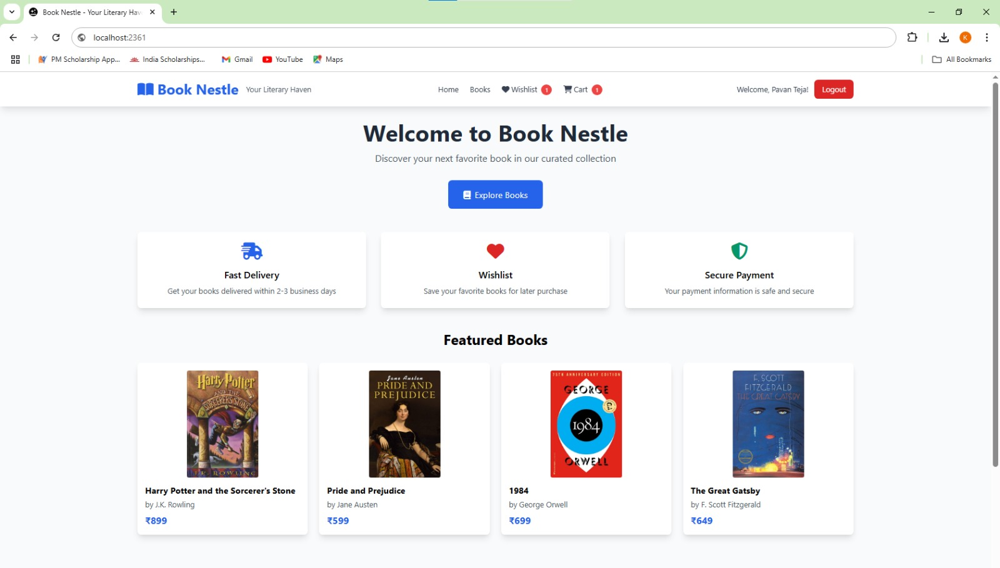 Book Nestle - Your Literary Hav
localhost:2361
K
PM Scholarship App...
India Scholarships...
Gmail
YouTube
Maps
All Bookmarks
Book Nestle
Your Literary Haven
Home
Books
Wishlist 1
Cart 1
Welcome, Pavan Teja!
Logout
Welcome to Book Nestle
Discover your next favorite book in our curated collection
Explore Books
Fast Delivery
Get your books delivered within 2-3 business days
Wishlist
Save your favorite books for later purchase
Secure Payment
Your payment information is safe and secure
Featured Books
Harry Potter
AND THE
SORCERER'S STONE
J.K. ROWLING
Harry Potter and the Sorcerer's Stone
by J.K. Rowling
₹899
Jane Austen
PRIDE AND
PREJUDICE
Pride and Prejudice
by Jane Austen
₹599
75TH ANNIVERSARY EDITION
GEORGE
1984
ORWELL
1984
by George Orwell
₹699
F. SCOTT
FITZGERALD
THE GREAT GATSBY
The Great Gatsby
by F. Scott Fitzgerald
₹649